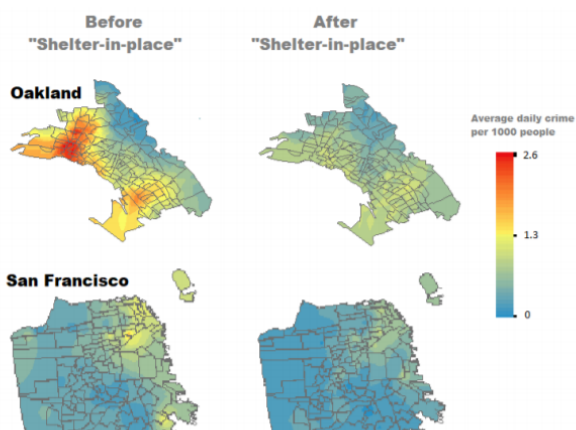 Before
"Shelter-in-place"
After
"Shelter-in-place"
Oakland
Average daily crime
per 1000 people
2.6
1.3
0
San Francisco